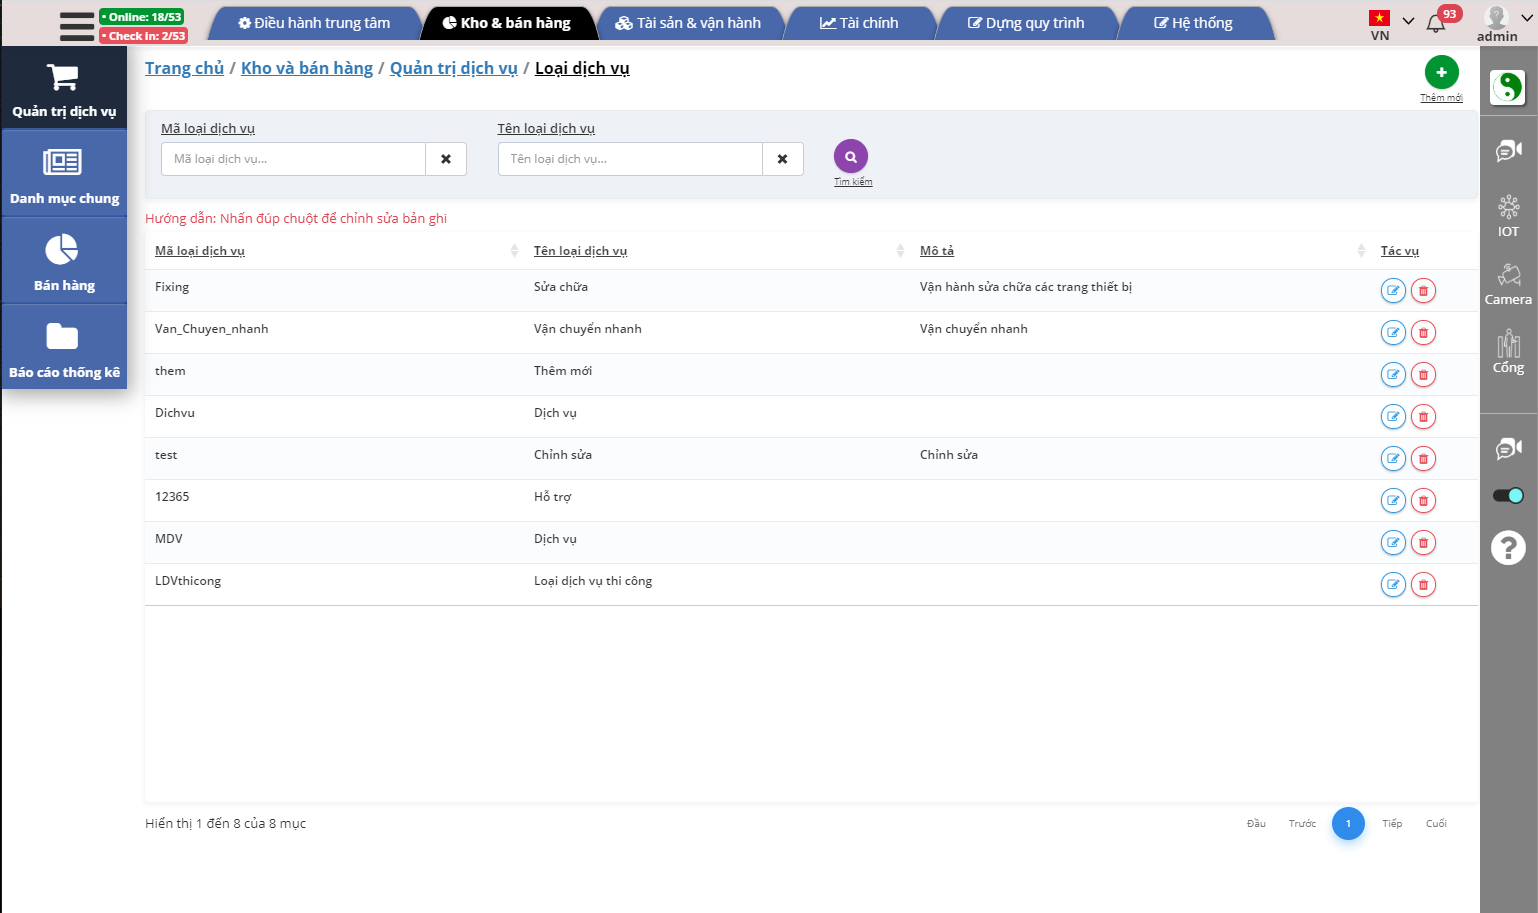 • Online: 18/53
• Check in: 2/53
Điều hành trung tâm
Kho & bán hàng
Tài sản & vận hành
Tài chính
Dựng quy trình
Hệ thống
VN
93
admin
Quản trị dịch vụ
Danh mục chung
Bán hàng
Báo cáo thống kê
Trang chủ / Kho và bán hàng / Quản trị dịch vụ / Loại dịch vụ
Thêm mới
Mã loại dịch vụ
Tên loại dịch vụ
Mã loại dịch vụ...
Tên loại dịch vụ...
Tìm kiếm
Hướng dẫn: Nhấn đúp chuột để chỉnh sửa bản ghi
Mã loại dịch vụ Tên loại dịch vụ Mô tả Tác vụ
Fixing Sửa chữa Vận hành sửa chữa các trang thiết bị
Van_Chuyen_nhanh Vận chuyển nhanh Vận chuyển nhanh
them Thêm mới
Dichvu Dịch vụ
test Chỉnh sửa Chỉnh sửa
12365 Hỗ trợ
MDV Dịch vụ
LDVthicong Loại dịch vụ thi công
Hiển thị 1 đến 8 của 8 mục
Đầu Trước 1 Tiếp Cuối
IOT
Camera
Cổng